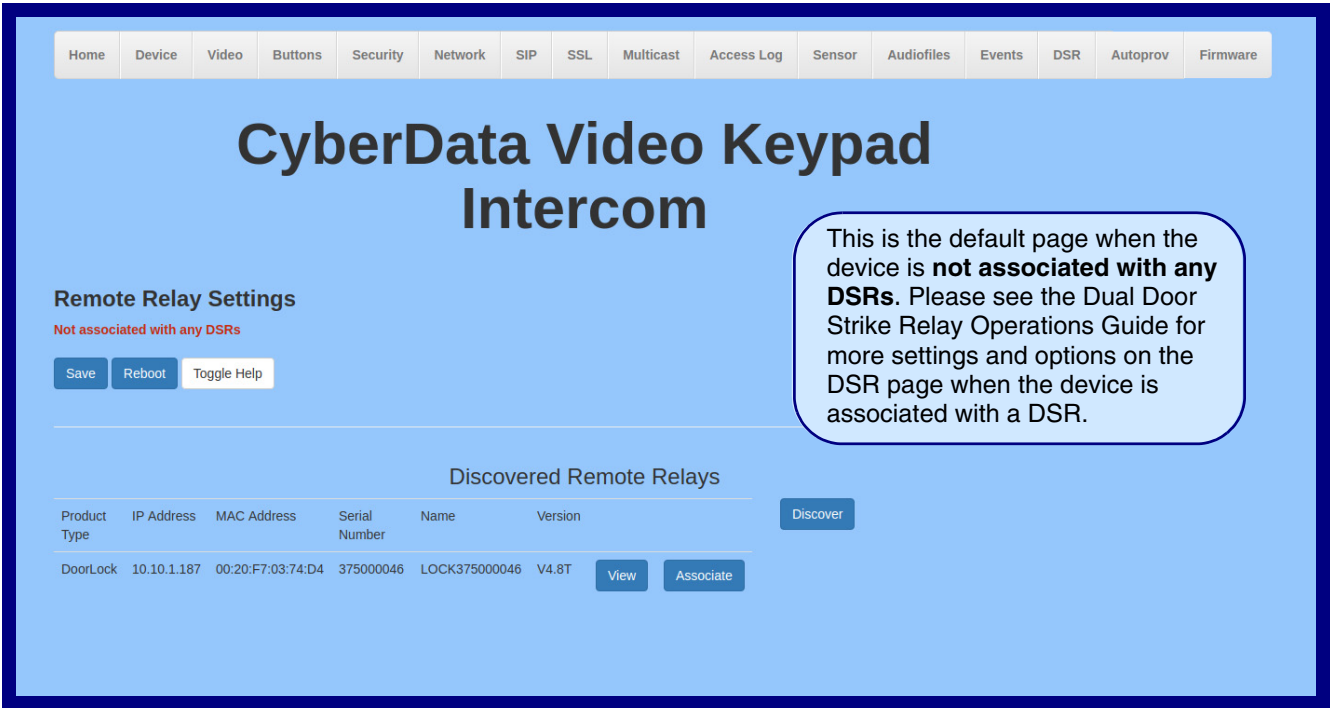 Home Device Video Buttons Security Network SIP SSL Multicast Access Log Sensor Audiofiles Events DSR Autoprov Firmware
CyberData Video Keypad
Intercom
This is the default page when the
device is not associated with any
DSRs. Please see the Dual Door
Strike Relay Operations Guide for
more settings and options on the
DSR page when the device is
associated with a DSR.
Remote Relay Settings
Not associated with any DSRs
Save Reboot Toggle Help
Discovered Remote Relays
Discover
Product Type IP Address MAC Address Serial Number Name Version
DoorLock 10.10.1.187 00:20:F7:03:74:D4 375000046 LOCK375000046 V4.8T View Associate